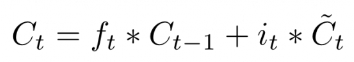 C_t = f_t * C_{t-1} + i_t * \tilde{C}_t